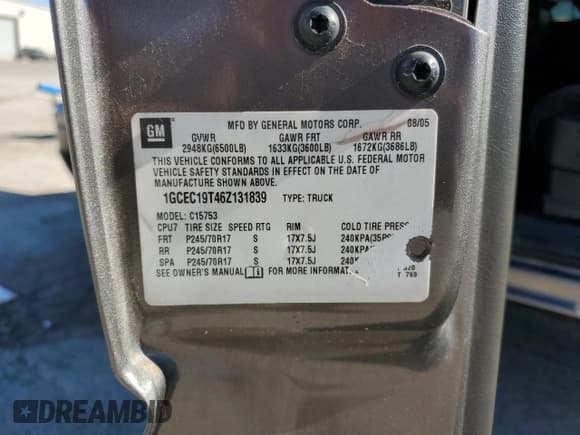 GM
MFD BY GENERAL MOTORS CORP. 08/05
GVWR GAWR FRT GAWR RR
2948KG(6500LB) 1633KG(3600LB) 1672KG(3686LB)
THIS VEHICLE CONFORMS TO ALL APPLICABLE U.S. FEDERAL MOTOR
VEHICLE SAFETY STANDARDS IN EFFECT ON THE DATE OF
MANUFACTURE SHOWN ABOVE.
1GCEC19T46Z131839 TYPE: TRUCK
MODEL: C15753
CPU7 TIRE SIZE SPEED RTG RIM COLD TIRE PRESS
FRT P245/70R17 S 17X7.5J 240KPA(35PS
RR P245/70R17 S 17X7.5J 240KPA
SPA P245/70R17 S 17X7.5J 240K
SEE OWNER'S MANUAL FOR MORE INFORMAT
DREAMBID